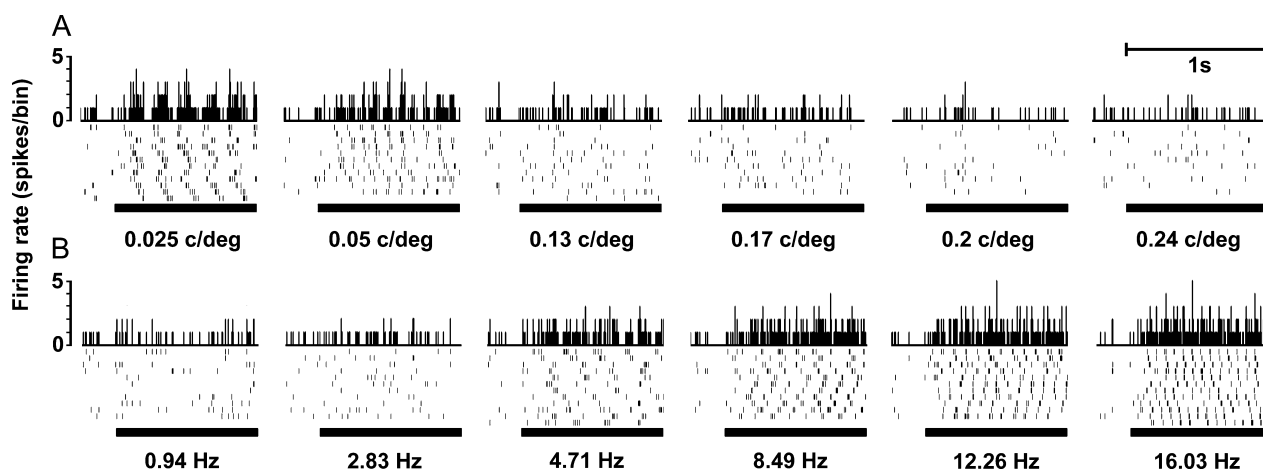 A
5
0
Firing rate (spikes/bin)
1s
0.025 c/deg 0.05 c/deg 0.13 c/deg 0.17 c/deg 0.2 c/deg 0.24 c/deg
B
5
0
0.94 Hz 2.83 Hz 4.71 Hz 8.49 Hz 12.26 Hz 16.03 Hz